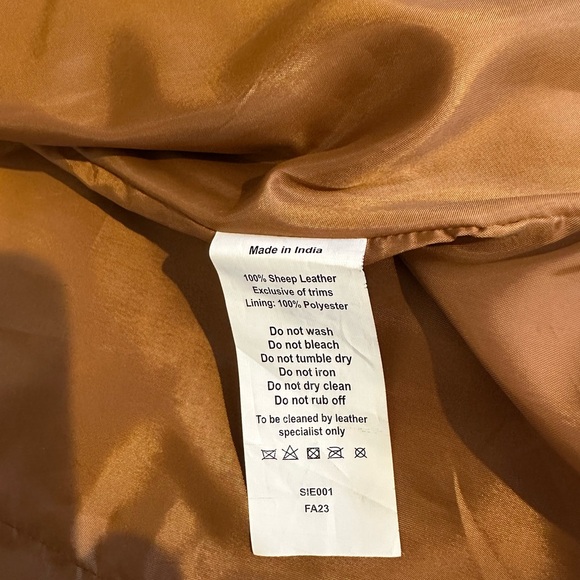 Made in India
100% Sheep Leather
Exclusive of trims
Lining: 100% Polyester
Do not wash
Do not bleach
Do not tumble dry
Do not iron
Do not dry clean
Do not rub off
To be cleaned by leather
specialist only
SIE001
FA23